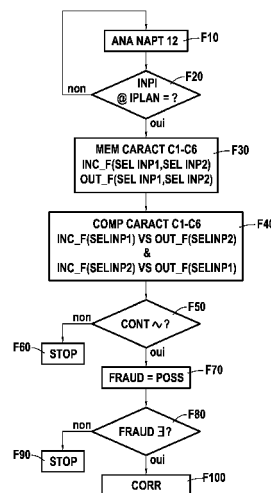 ANA NAPT 12
F10
non
INPI
@ IPLAN = ?
F20
oui
MEM CARACT C1-C6
INC_F(SEL INP1,SEL INP2)
OUT_F(SEL INP1,SEL INP2)
F30
COMP CARACT C1-C6
INC_F(SELINP1) VS OUT_F(SELINP2)
&
INC_F(SELINP2) VS OUT_F(SELINP1)
F40
CONT ∿ ?
F50
non
oui
F60
STOP
FRAUD = POSS
F70
non
FRAUD ∃?
F80
oui
F90
STOP
CORR
F100